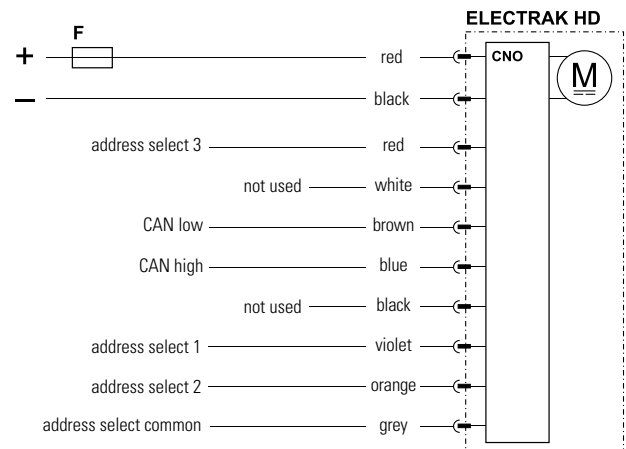 ELECTRAK HD
F
+ red CNO M
– black
address select 3 red
not used white
CAN low brown
CAN high blue
not used black
address select 1 violet
address select 2 orange
address select common grey